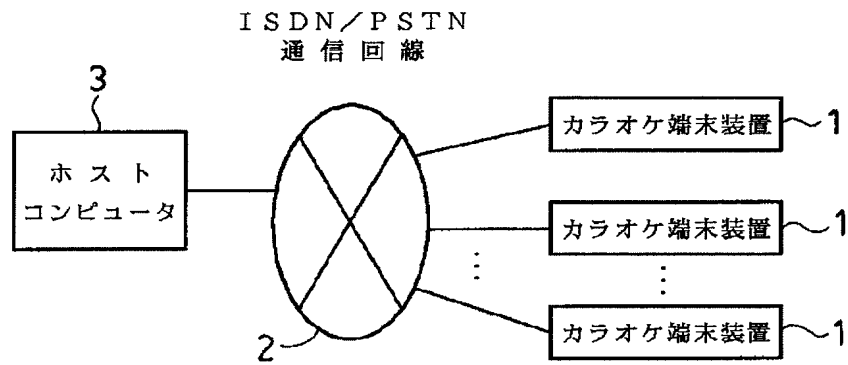 ISDN/PSTN
通信回線
3
ホスト
コンピュータ
カラオケ端末装置 1
カラオケ端末装置 1
カラオケ端末装置 1
2